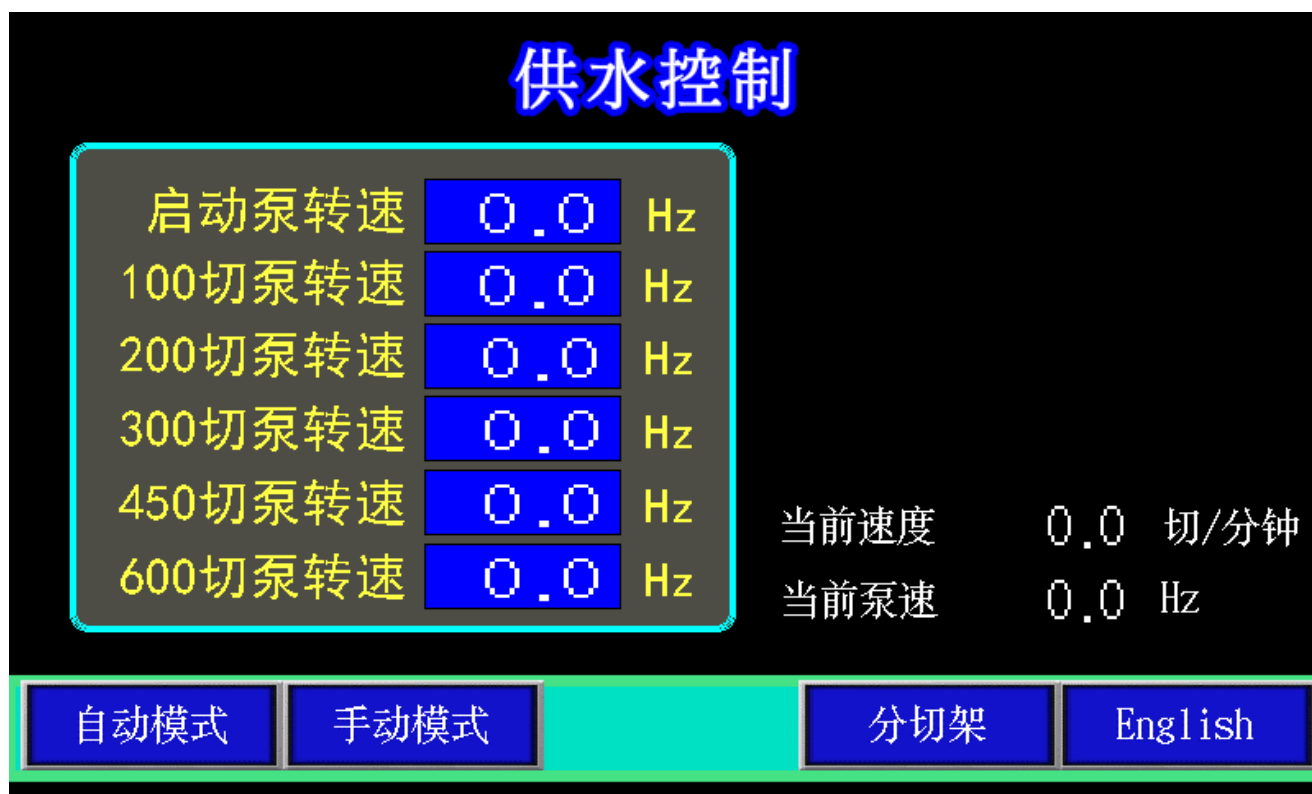 供水控制
启动泵转速 0.0 Hz
100切泵转速 0.0 Hz
200切泵转速 0.0 Hz
300切泵转速 0.0 Hz
450切泵转速 0.0 Hz
600切泵转速 0.0 Hz
当前速度 0.0 切/分钟
当前泵速 0.0 Hz
自动模式 手动模式 分切架 English